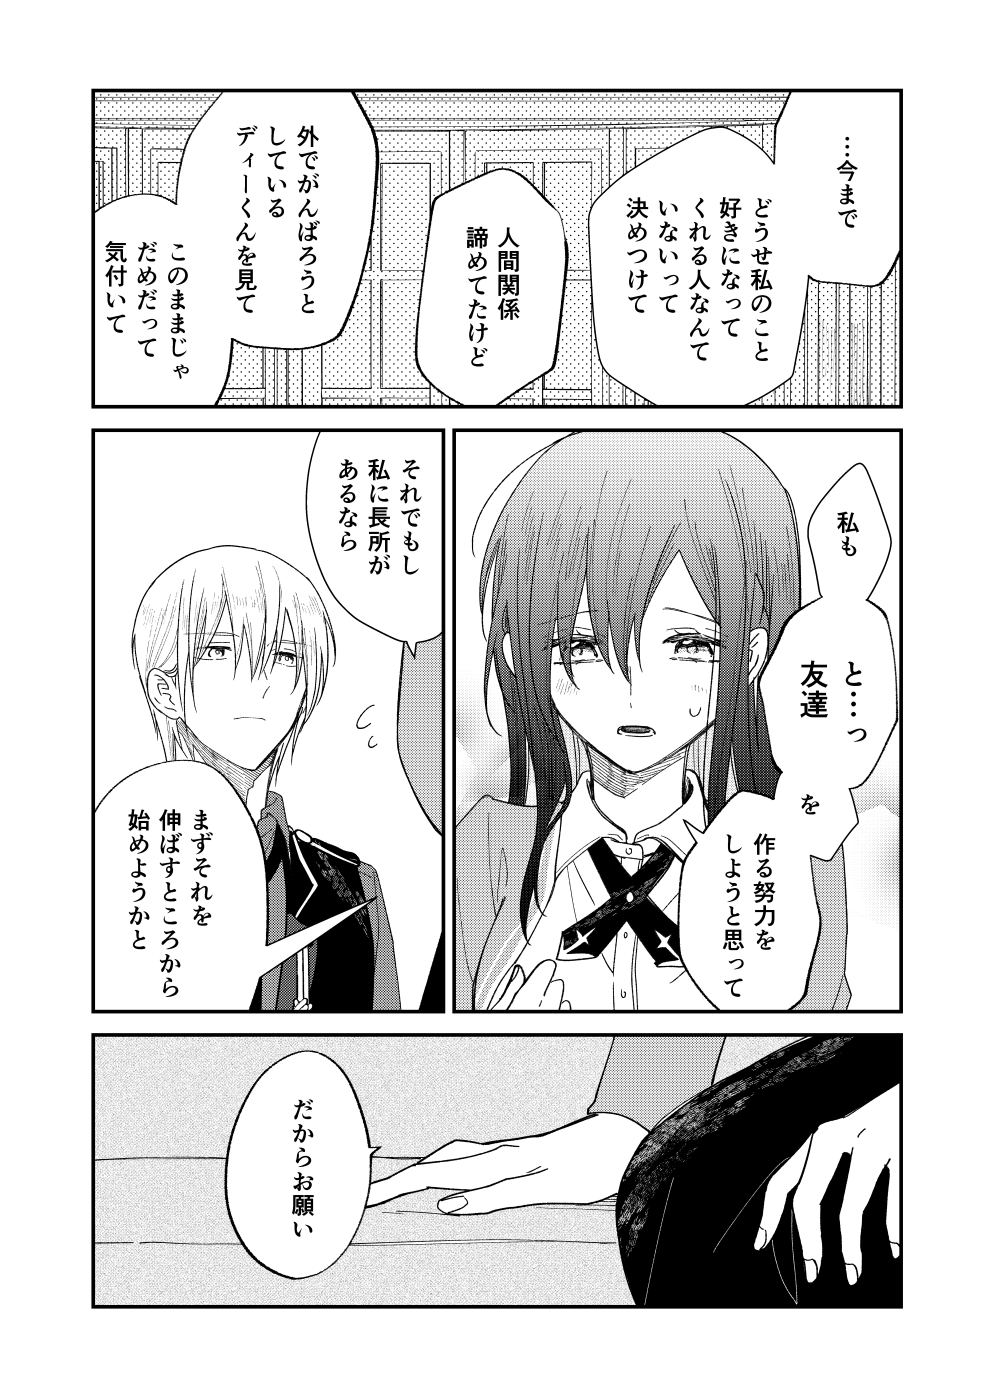 …今まで
どうせ私のこと
好きになって
くれる人なんて
いないって
決めつけて
人間関係
諦めてたけど
外でがんばろうと
している
ディーくんを見て
このままじゃ
だめだって
気付いて
私も
と…っ
友達
を
作る努力を
しようと思って
それでもし
私に長所が
あるなら
まずそれを
伸ばすところから
始めようかと
だからお願い